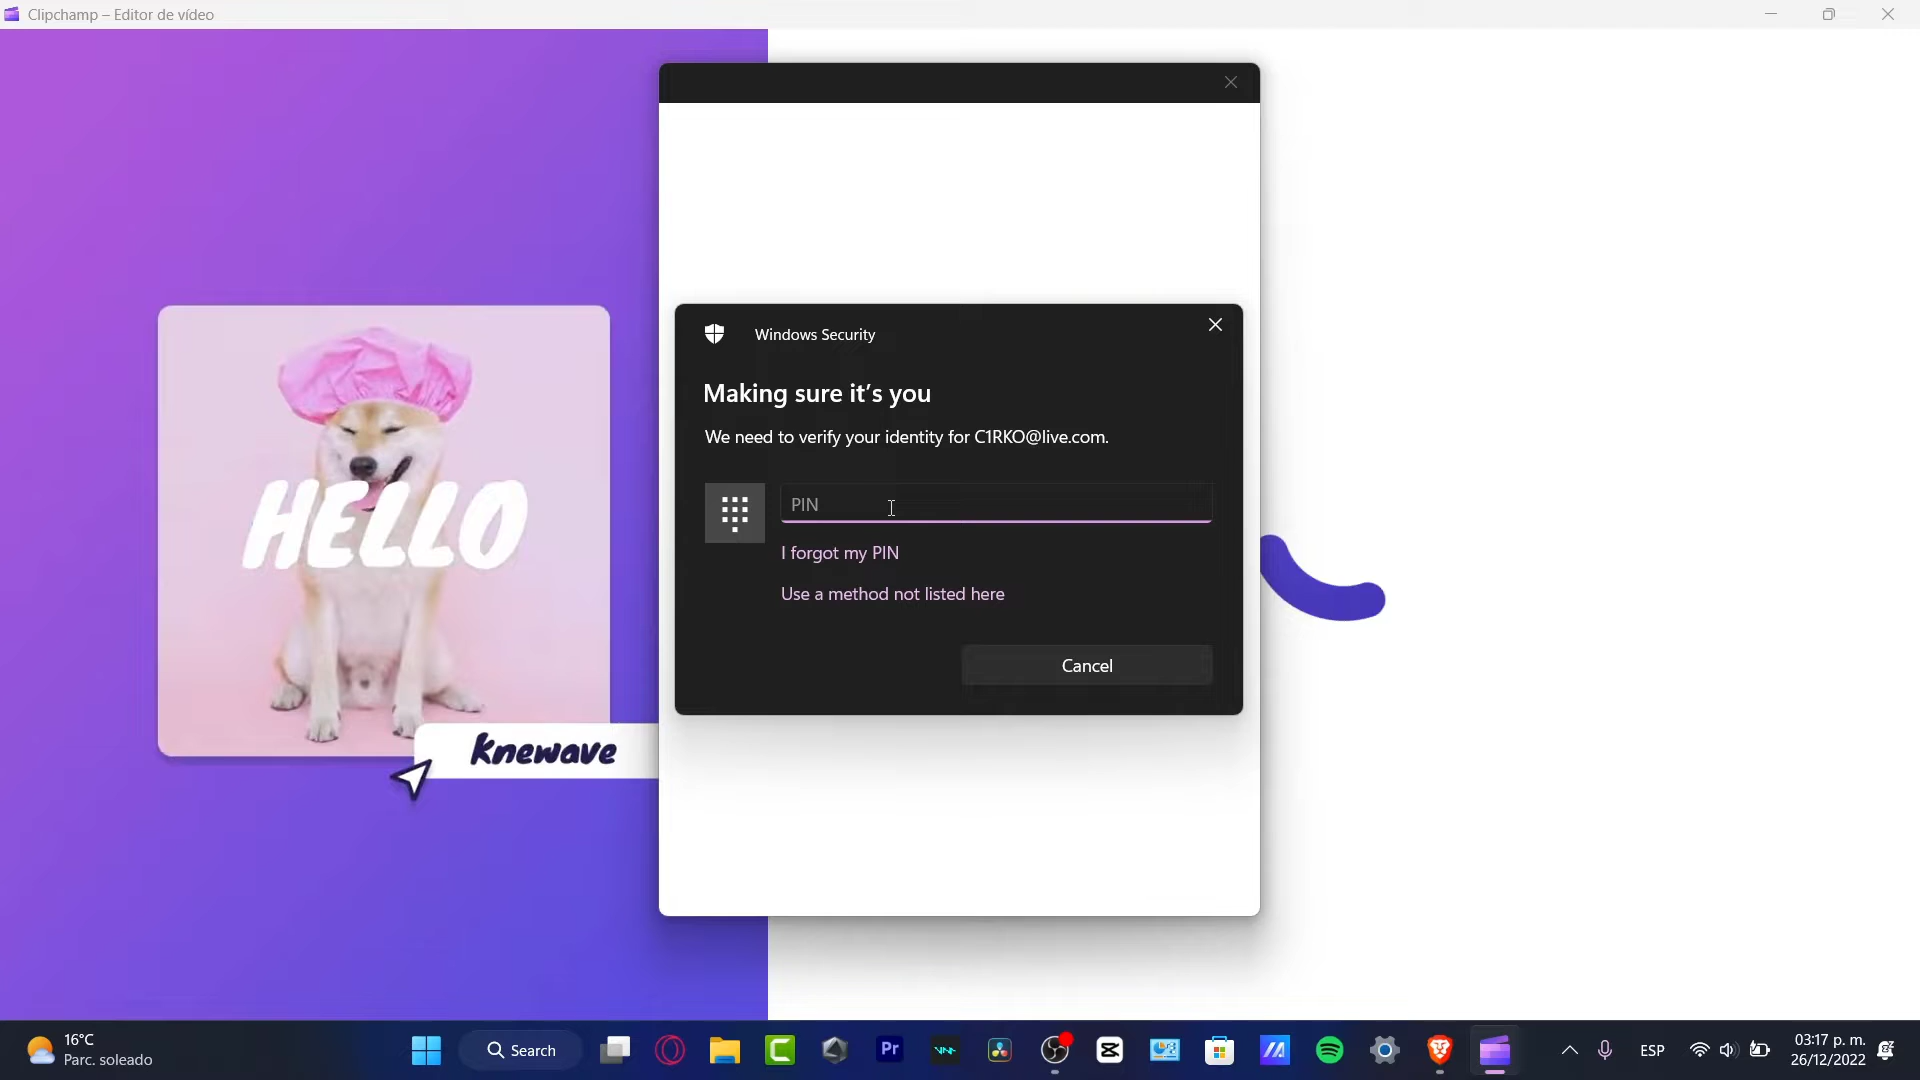 Clipchamp – Editor de vídeo
HELLO
Knewave
Windows Security
Making sure it's you
We need to verify your identity for C1RKO@live.com.
PIN
I forgot my PIN
Use a method not listed here
Cancel
16°C
Parc. soleado
Search
Pr
VN
ESP
03:17 p. m.
26/12/2022